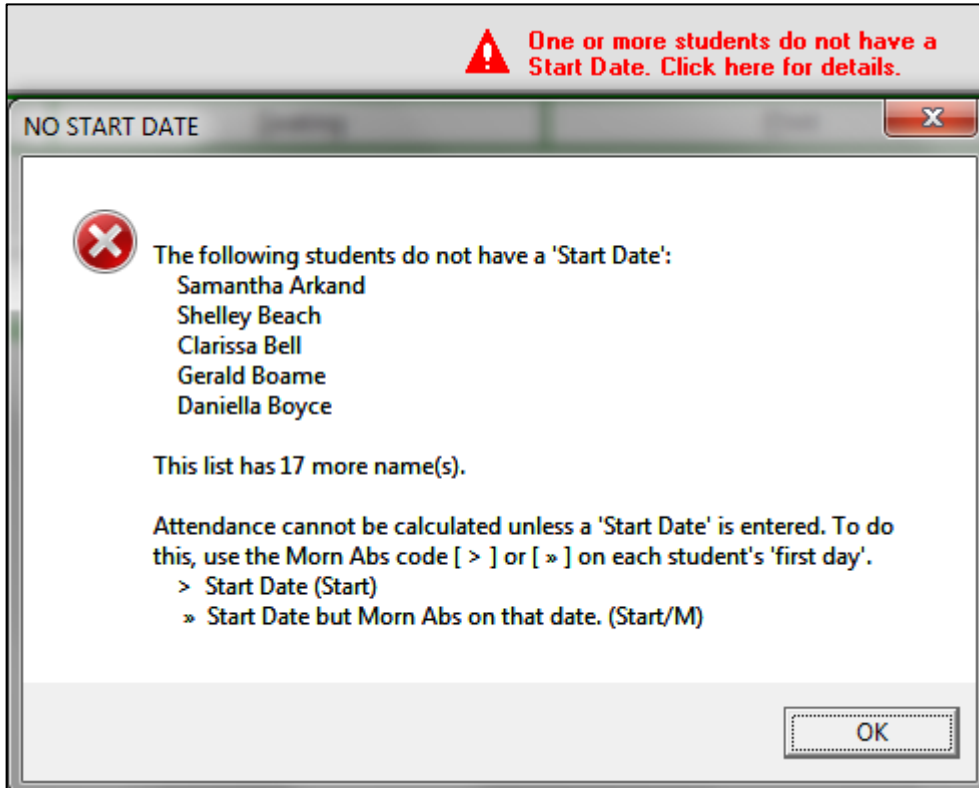 One or more students do not have a
Start Date. Click here for details.
NO START DATE
The following students do not have a 'Start Date':
Samantha Arkand
Shelley Beach
Clarissa Bell
Gerald Boame
Daniella Boyce
This list has 17 more name(s).
Attendance cannot be calculated unless a 'Start Date' is entered. To do
this, use the Morn Abs code [ > ] or [ » ] on each student's 'first day'.
> Start Date (Start)
» Start Date but Morn Abs on that date. (Start/M)
OK